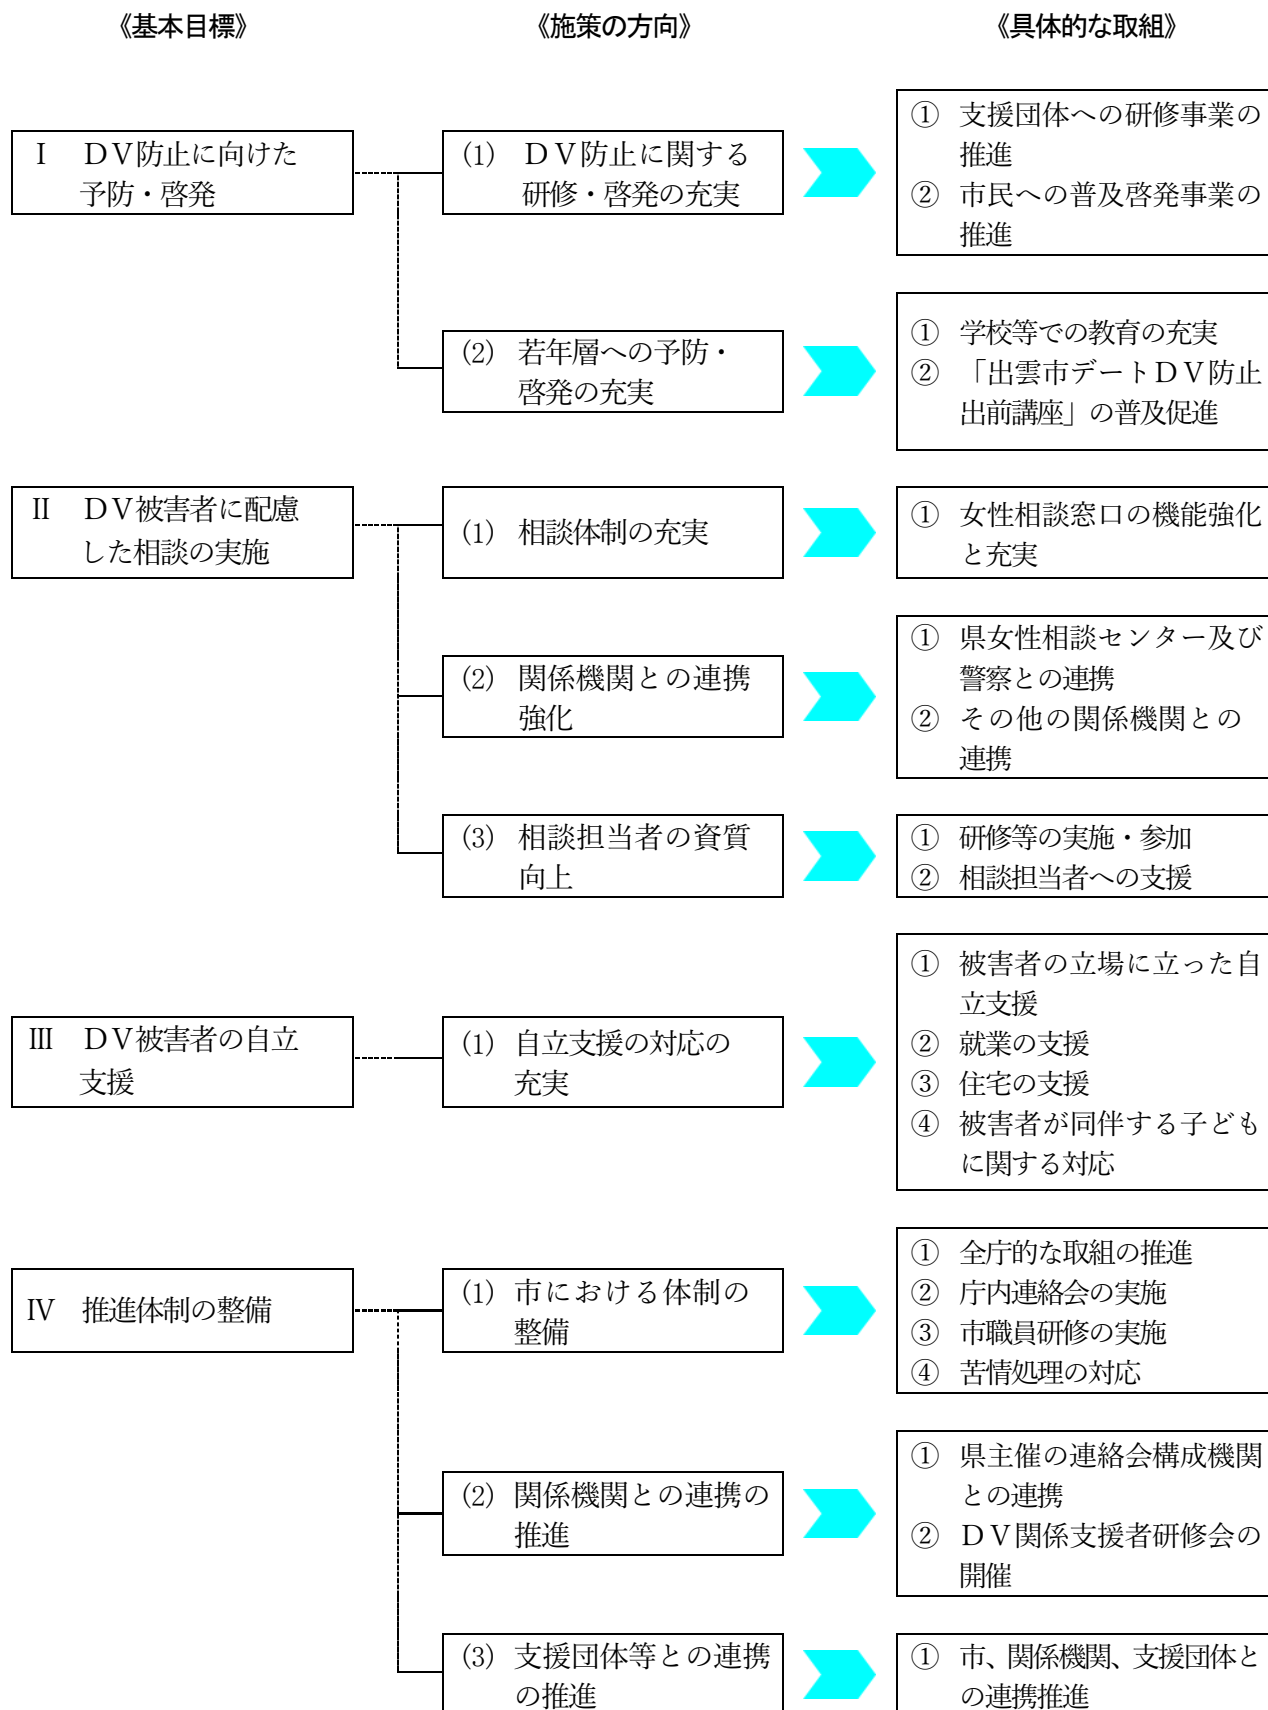 《基本目標》
《施策の方向》
《具体的な取組》
Ⅰ ＤＶ防止に向けた
予防・啓発
(1) ＤＶ防止に関する
研修・啓発の充実
① 支援団体への研修事業の
推進
② 市民への普及啓発事業の
推進
(2) 若年層への予防・
啓発の充実
① 学校等での教育の充実
② 「出雲市デートＤＶ防止
出前講座」の普及促進
Ⅱ ＤＶ被害者に配慮
した相談の実施
(1) 相談体制の充実
① 女性相談窓口の機能強化
と充実
(2) 関係機関との連携
強化
① 県女性相談センター及び
警察との連携
② その他の関係機関との
連携
(3) 相談担当者の資質
向上
① 研修等の実施・参加
② 相談担当者への支援
Ⅲ ＤＶ被害者の自立
支援
(1) 自立支援の対応の
充実
① 被害者の立場に立った自
立支援
② 就業の支援
③ 住宅の支援
④ 被害者が同伴する子ども
に関する対応
Ⅳ 推進体制の整備
(1) 市における体制の
整備
① 全庁的な取組の推進
② 庁内連絡会の実施
③ 市職員研修の実施
④ 苦情処理の対応
(2) 関係機関との連携の
推進
① 県主催の連絡会構成機関
との連携
② ＤＶ関係支援者研修会の
開催
(3) 支援団体等との連携
の推進
① 市、関係機関、支援団体と
の連携推進